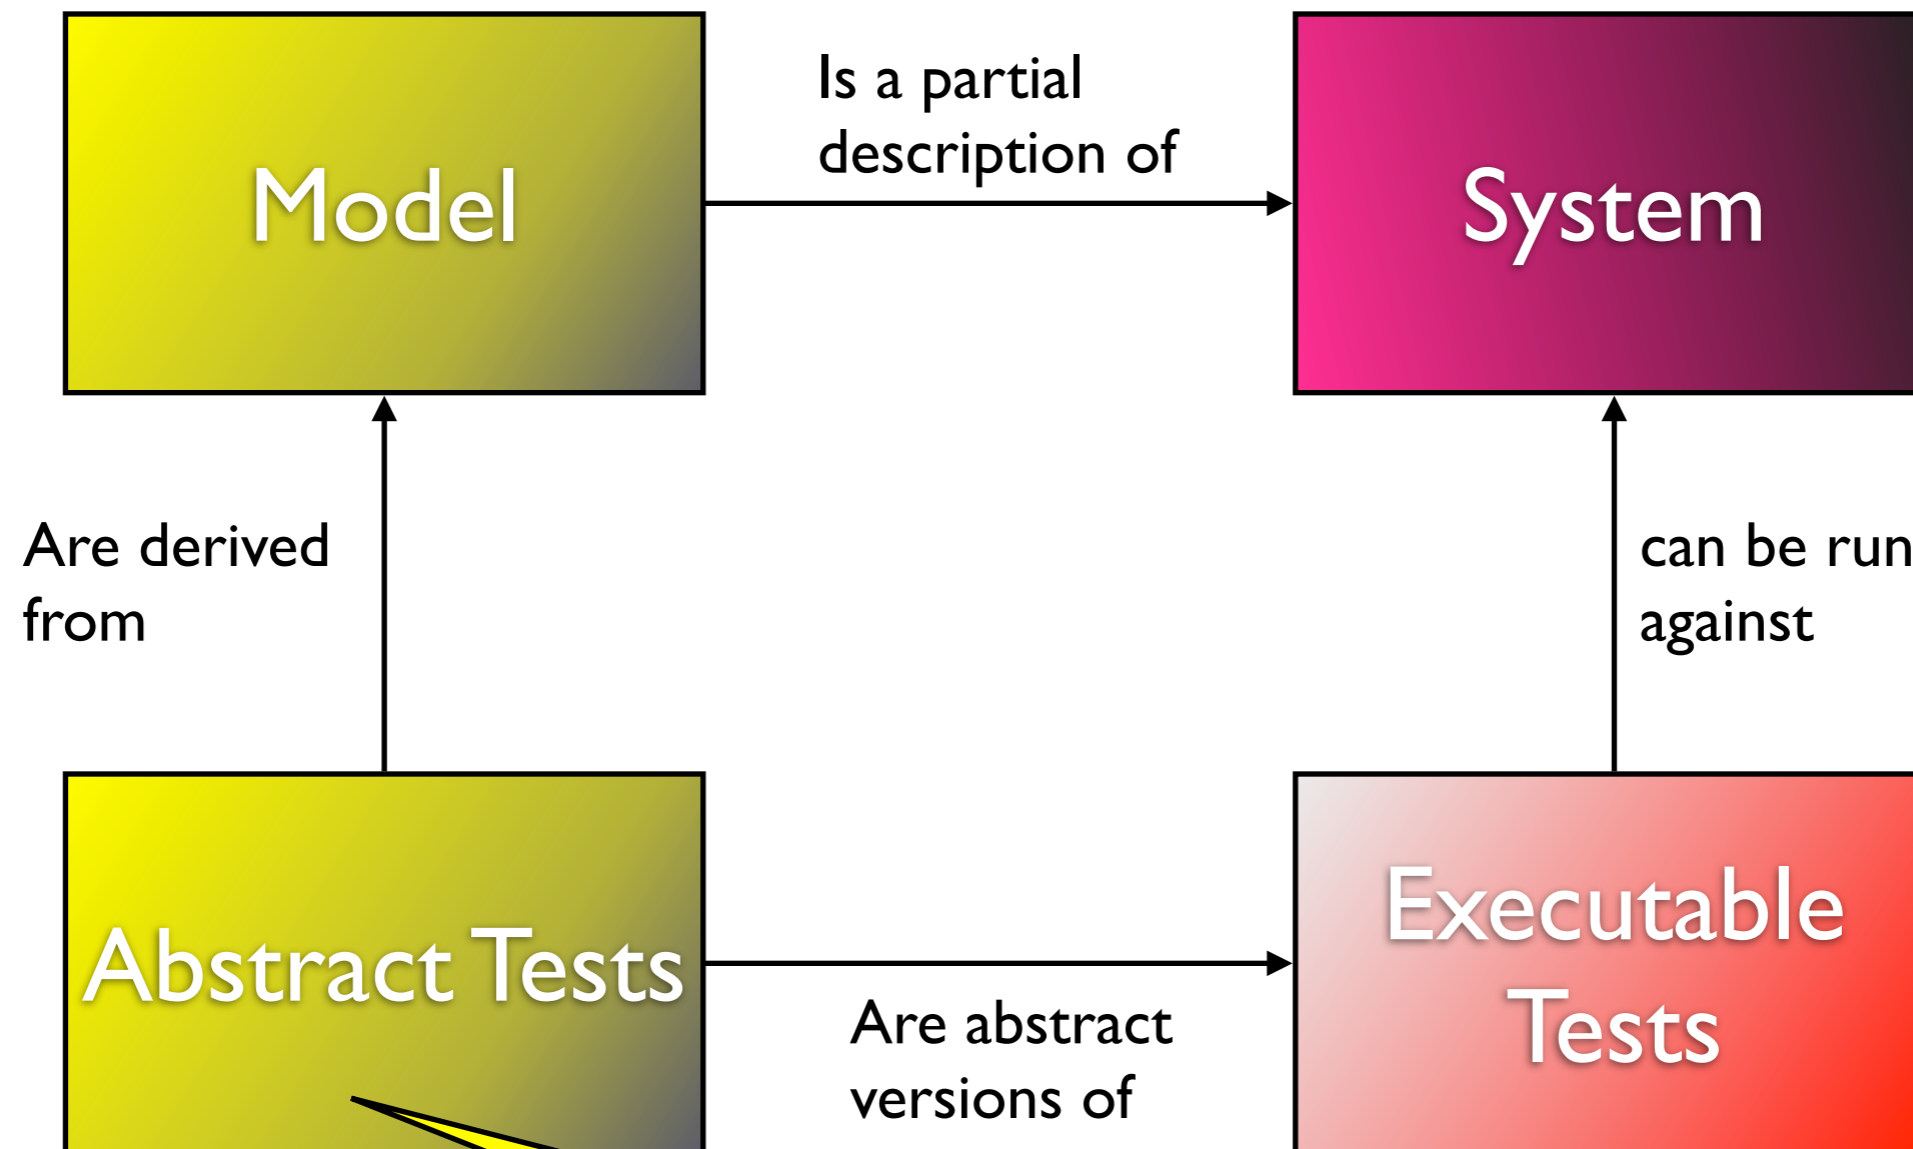 Model
Is a partial
description of
System
Are derived
from
can be run
against
Abstract Tests
Are abstract
versions of
Executable
Tests